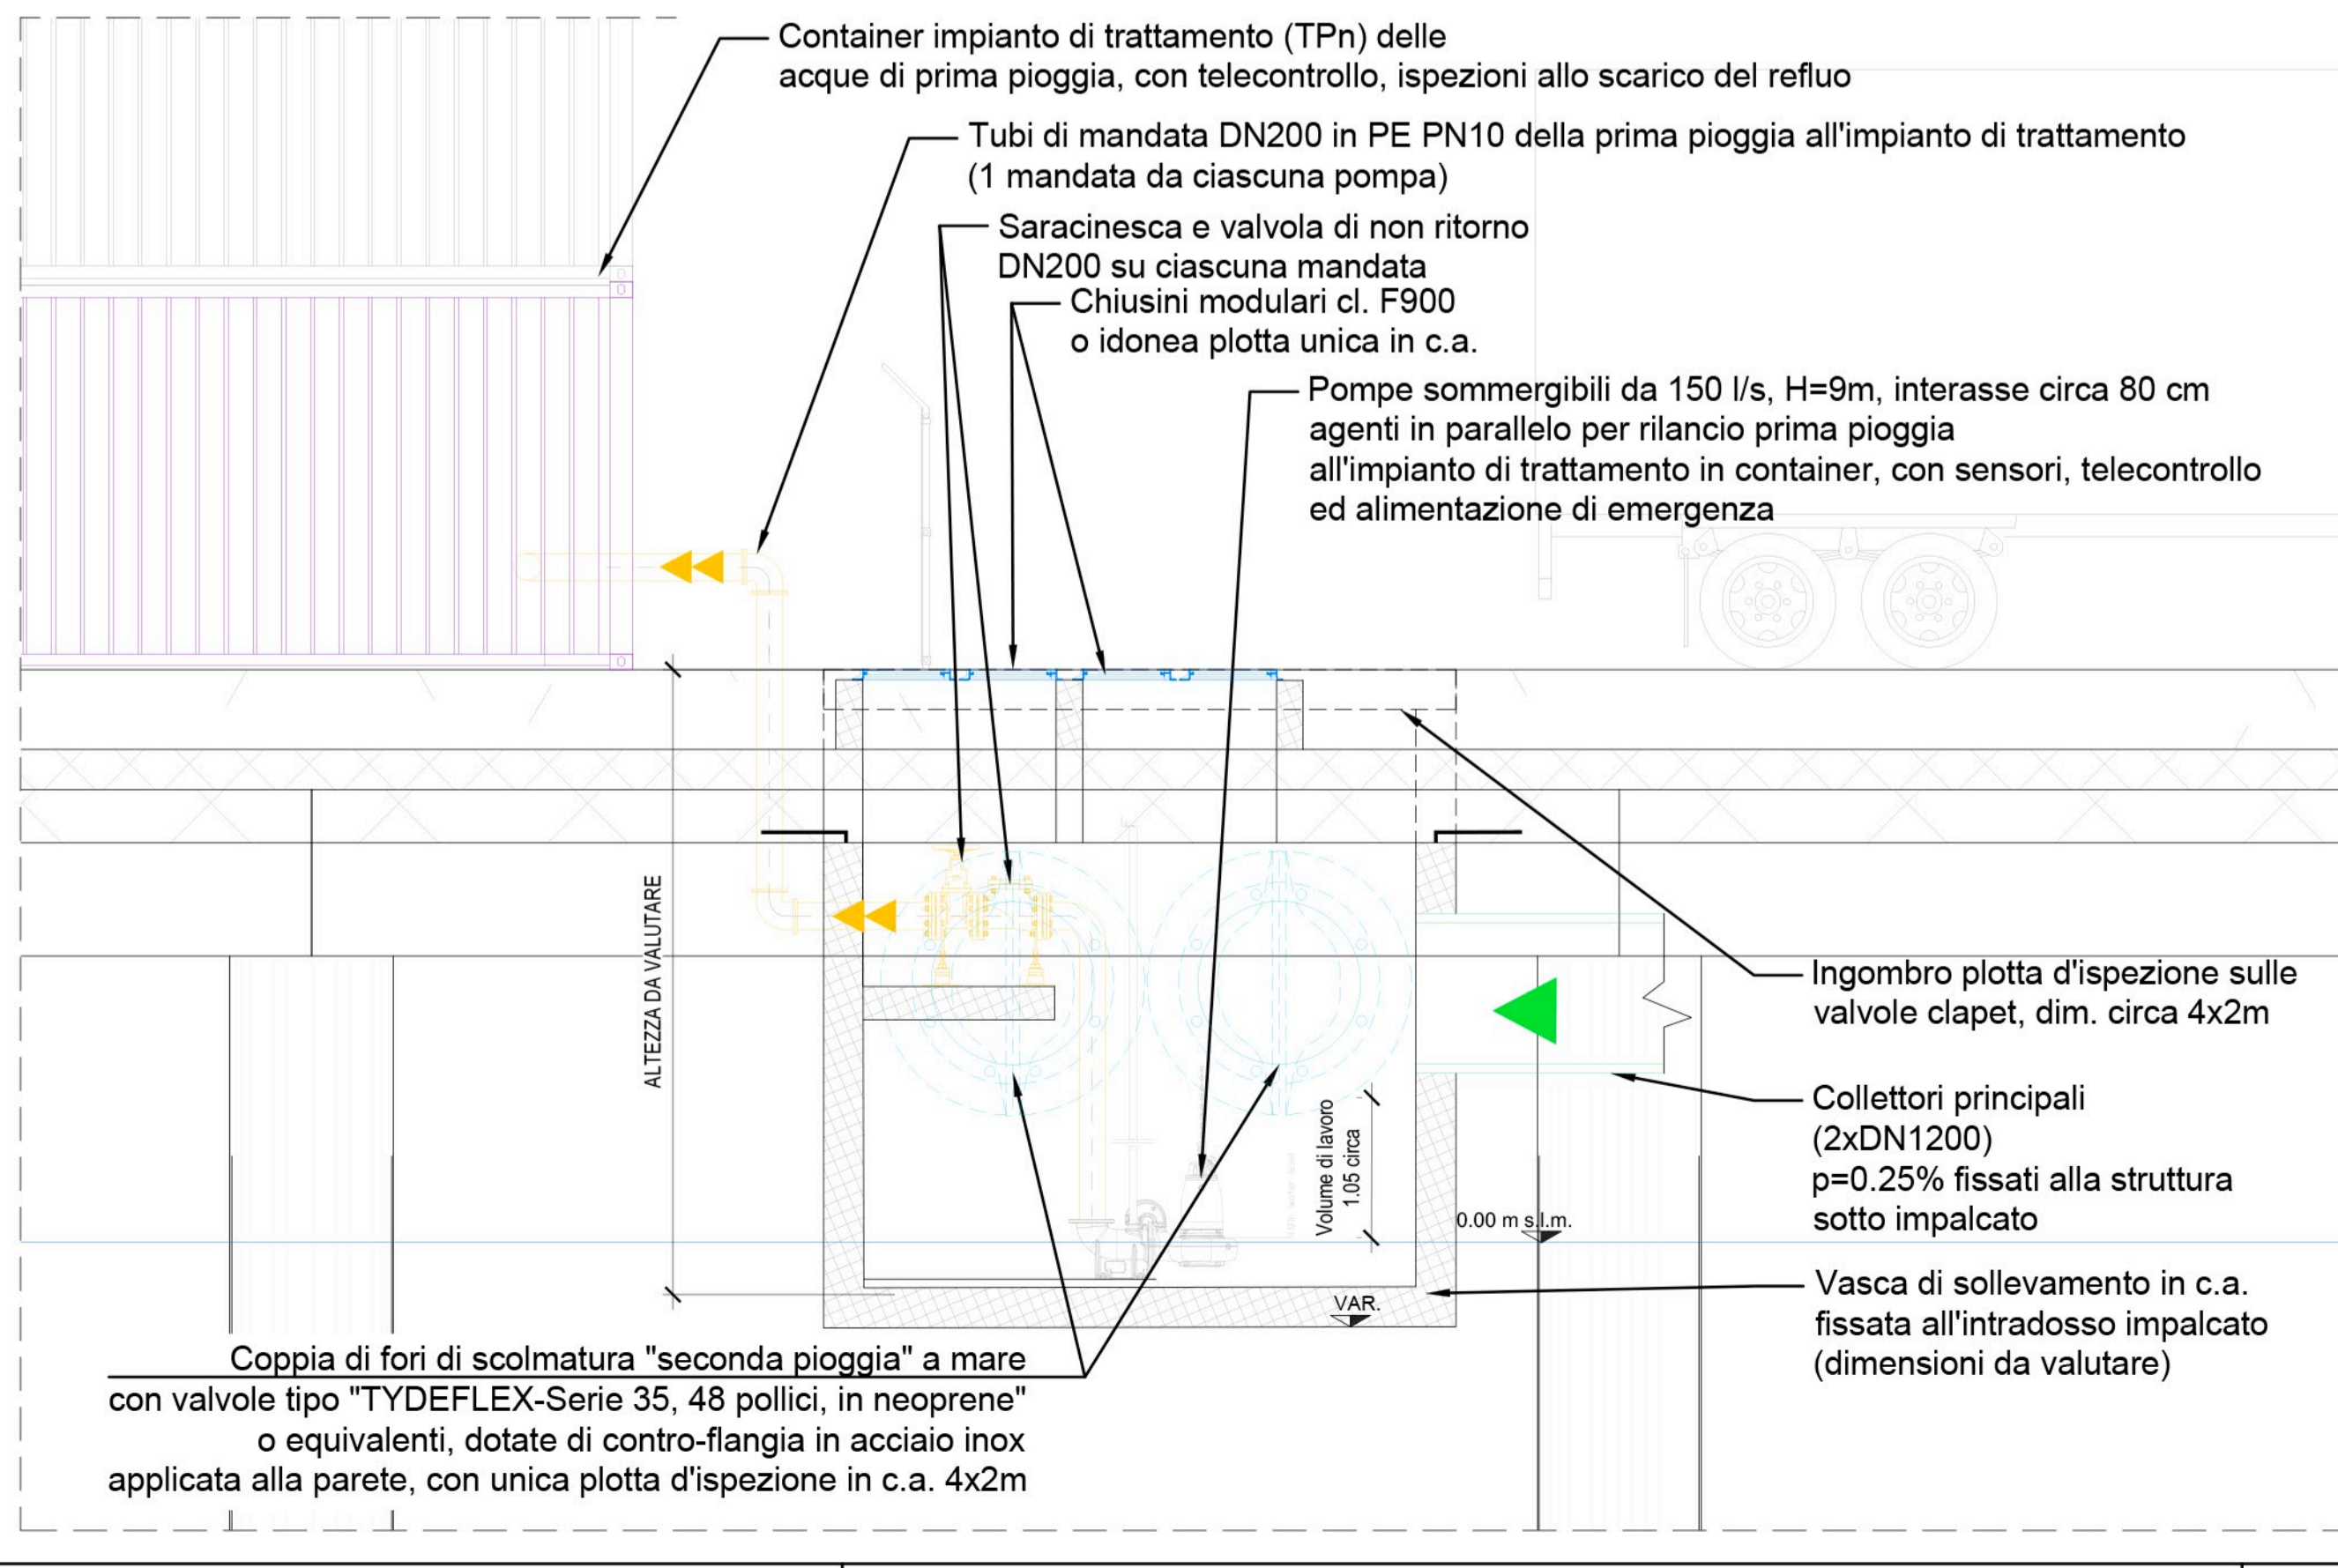 Container impianto di trattamento (TPn) delle
acque di prima pioggia, con telecontrollo, ispezioni allo scarico del refluo
Tubi di mandata DN200 in PE PN10 della prima pioggia all'impianto di trattamento
(1 mandata da ciascuna pompa)
Saracinesca e valvola di non ritorno
DN200 su ciascuna mandata
Chiusini modulari cl. F900
o idonea plotta unica in c.a.
Pompe sommergibili da 150 l/s, H=9m, interasse circa 80 cm
agenti in parallelo per rilancio prima pioggia
all'impianto di trattamento in container, con sensori, telecontrollo
ed alimentazione di emergenza
ALTEZZA DA VALUTARE
Ingombro plotta d'ispezione sulle
valvole clapet, dim. circa 4x2m
Collettori principali
(2xDN1200)
p=0.25% fissati alla struttura
sotto impalcato
Volume di lavoro
1.05 circa
0.00 m s.l.m.
Vasca di sollevamento in c.a.
fissata all'intradosso impalcato
(dimensioni da valutare)
VAR.
Coppia di fori di scolmatura "seconda pioggia" a mare
con valvole tipo "TYDEFLEX-Serie 35, 48 pollici, in neoprene"
o equivalenti, dotate di contro-flangia in acciaio inox
applicata alla parete, con unica plotta d'ispezione in c.a. 4x2m